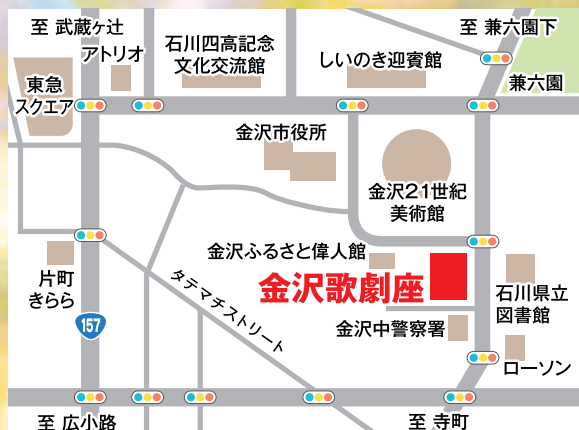 至 武蔵ヶ辻
アトリオ
石川四高記念
文化交流館
しいのき迎賓館
至 兼六園下
兼六園
東急
スクエア
金沢市役所
金沢21世紀
美術館
金沢ふるさと偉人館
金沢歌劇座
石川県立
図書館
片町
きらら
タテマチストリート
157
金沢中警察署
ローソン
至 広小路
至 寺町